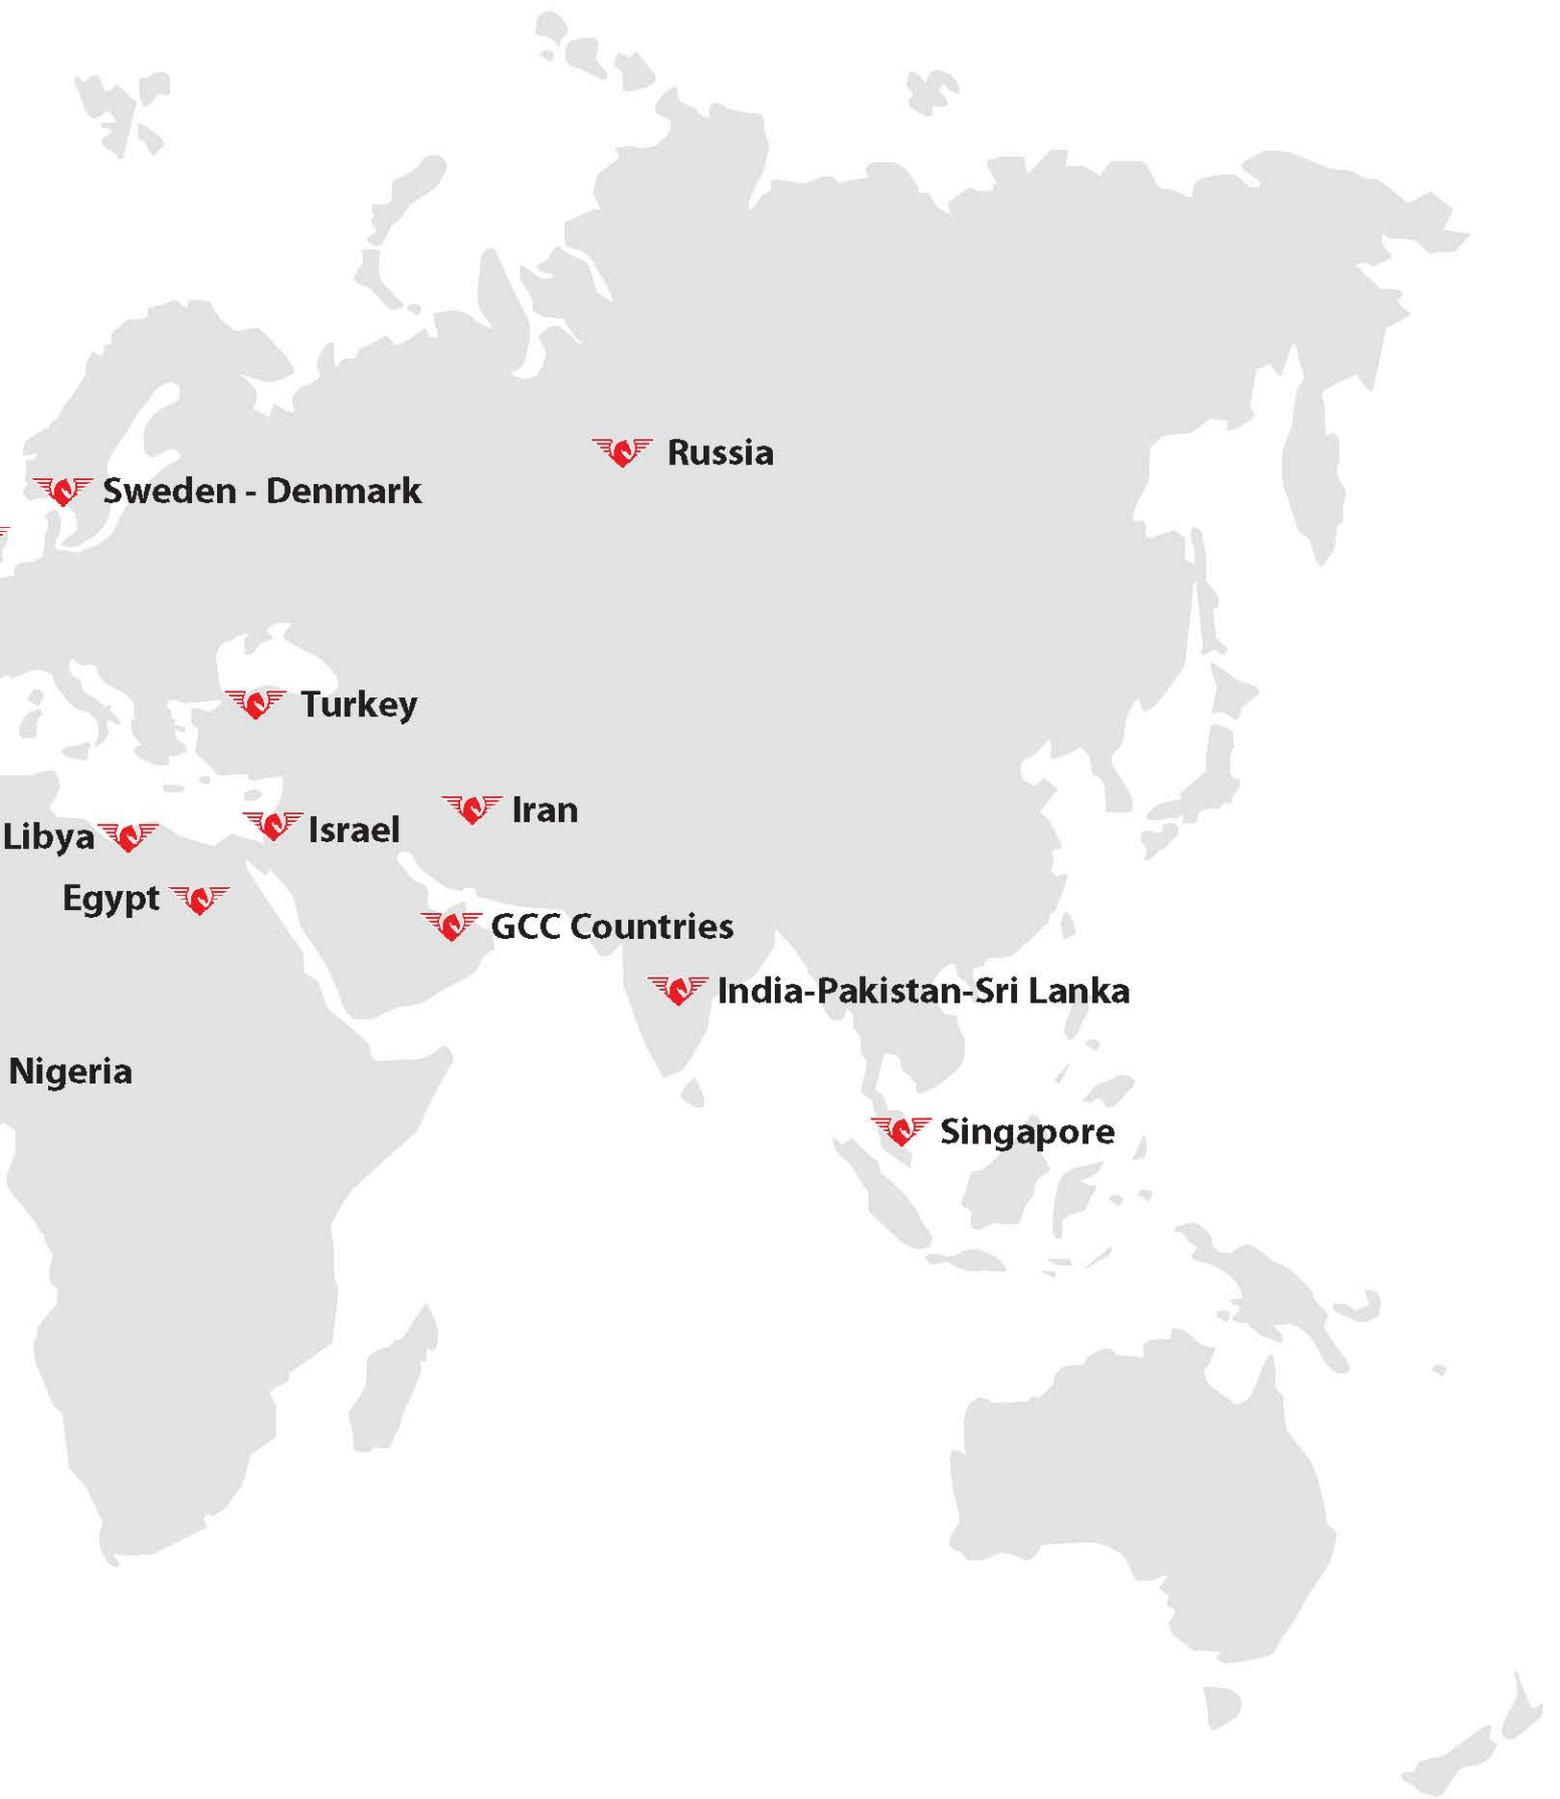 Russia
Sweden - Denmark
Turkey
Iran
Israel
Libya
Egypt
GCC Countries
India-Pakistan-Sri Lanka
Nigeria
Singapore